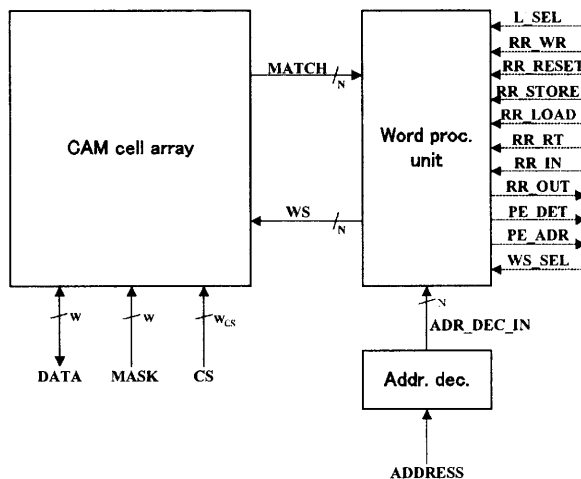 L_SEL
RR_WR
RR_RESET
RR_STORE
RR_LOAD
RR_RT
RR_IN
RR_OUT
PE_DET
PE_ADR
WS_SEL
MATCH
N
CAM cell array
Word proc.
unit
WS
N
W
W
WCS
DATA
MASK
CS
N
ADR_DEC_IN
Addr. dec.
ADDRESS